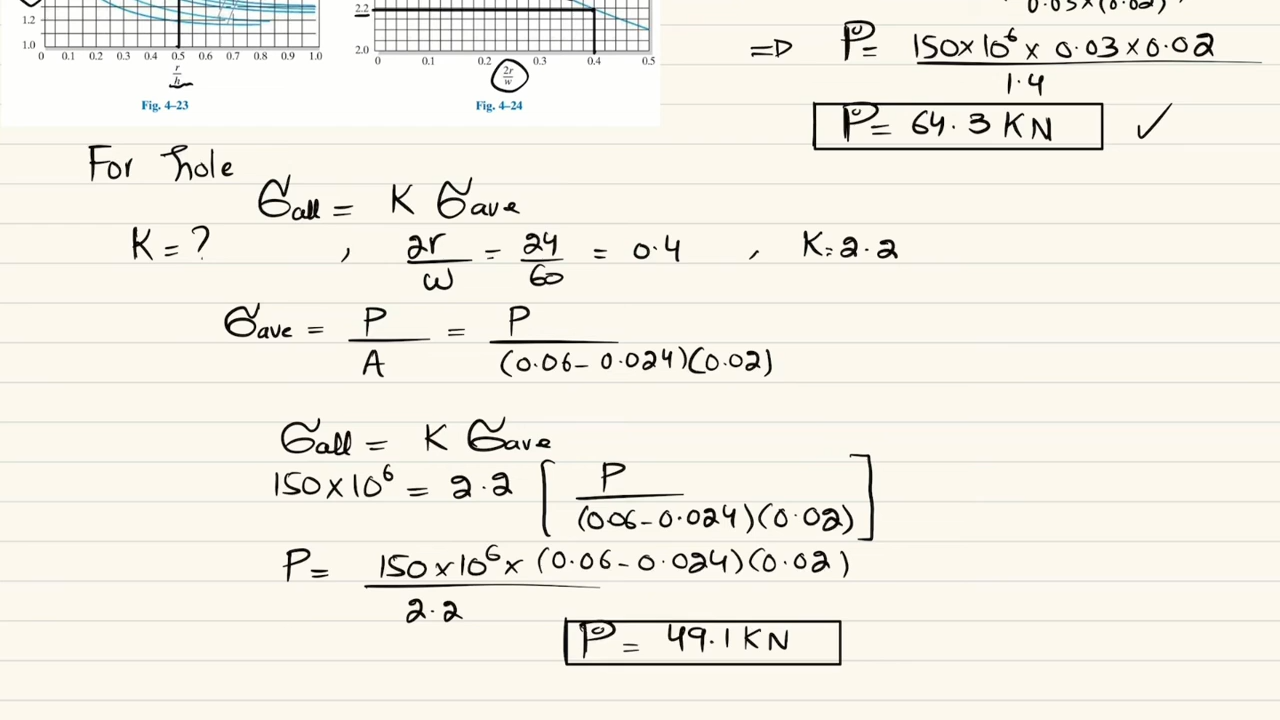 1.2
1.0
0 0.1 0.2 0.3 0.4 0.5 0.6 0.7 0.8 0.9 1.0
r/h
Fig. 4–23
2.2
2.0
0 0.1 0.2 0.3 0.4 0.5
2r/w
Fig. 4–24
0.03×(0.02)
⇒ P = 150×10⁶ × 0.03 × 0.02 / 1.4
P = 64.3 KN ✓
For hole
σall = K σave
K = ? , 2r/w = 24/60 = 0.4 , K = 2.2
σave = P/A = P/(0.06 - 0.024)(0.02)
σall = K σave
150×10⁶ = 2.2 [P/(0.06 - 0.024)(0.02)]
P = 150×10⁶ × (0.06 - 0.024)(0.02) / 2.2
P = 49.1 KN